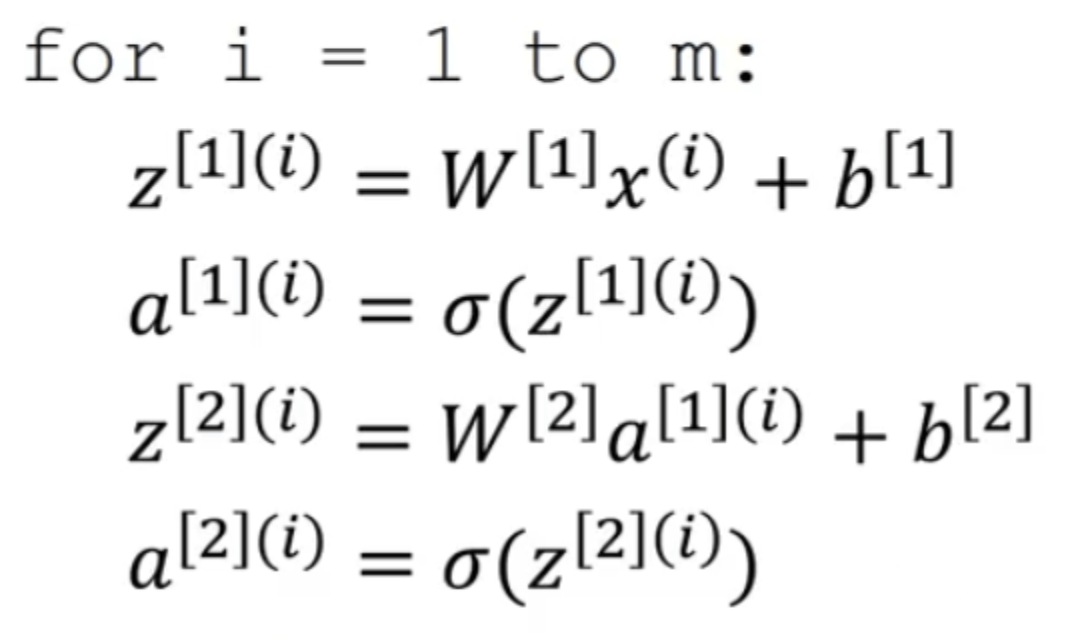 for i = 1 to m:
z^{[1](i)} = W^{[1]}x^{(i)} + b^{[1]}
a^{[1](i)} = σ(z^{[1](i)})
z^{[2](i)} = W^{[2]}a^{[1](i)} + b^{[2]}
a^{[2](i)} = σ(z^{[2](i)})